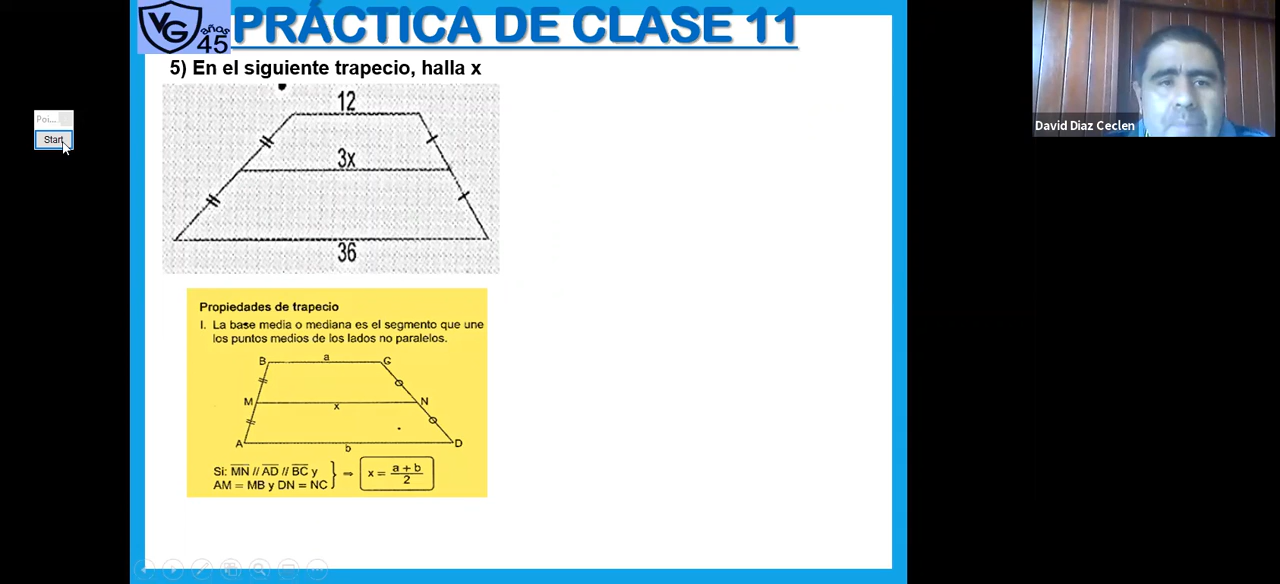 VG
años
45
PRÁCTICA DE CLASE 11
5) En el siguiente trapecio, halla x
12
3x
36
Propiedades de trapecio
I. La base media o mediana es el segmento que une
los puntos medios de los lados no paralelos.
B a C
M x N
A b D
Si: MN // AD // BC y
AM = MB y DN = NC
⇒ x = a + b
2
Poi...
Start
David Diaz Ceclen